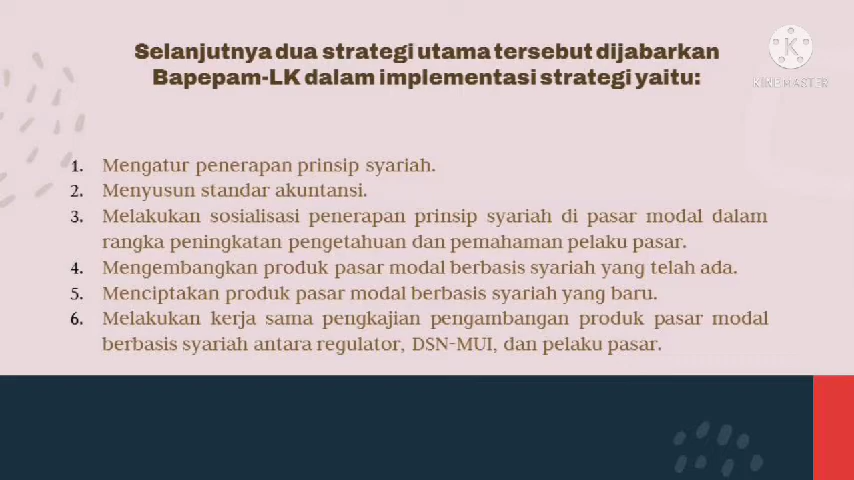 Selanjutnya dua strategi utama tersebut dijabarkan
Bapepam-LK dalam implementasi strategi yaitu:
K
KINEMASTER
1. Mengatur penerapan prinsip syariah.
2. Menyusun standar akuntansi.
3. Melakukan sosialisasi penerapan prinsip syariah di pasar modal dalam
rangka peningkatan pengetahuan dan pemahaman pelaku pasar.
4. Mengembangkan produk pasar modal berbasis syariah yang telah ada.
5. Menciptakan produk pasar modal berbasis syariah yang baru.
6. Melakukan kerja sama pengkajian pengambangan produk pasar modal
berbasis syariah antara regulator, DSN-MUI, dan pelaku pasar.